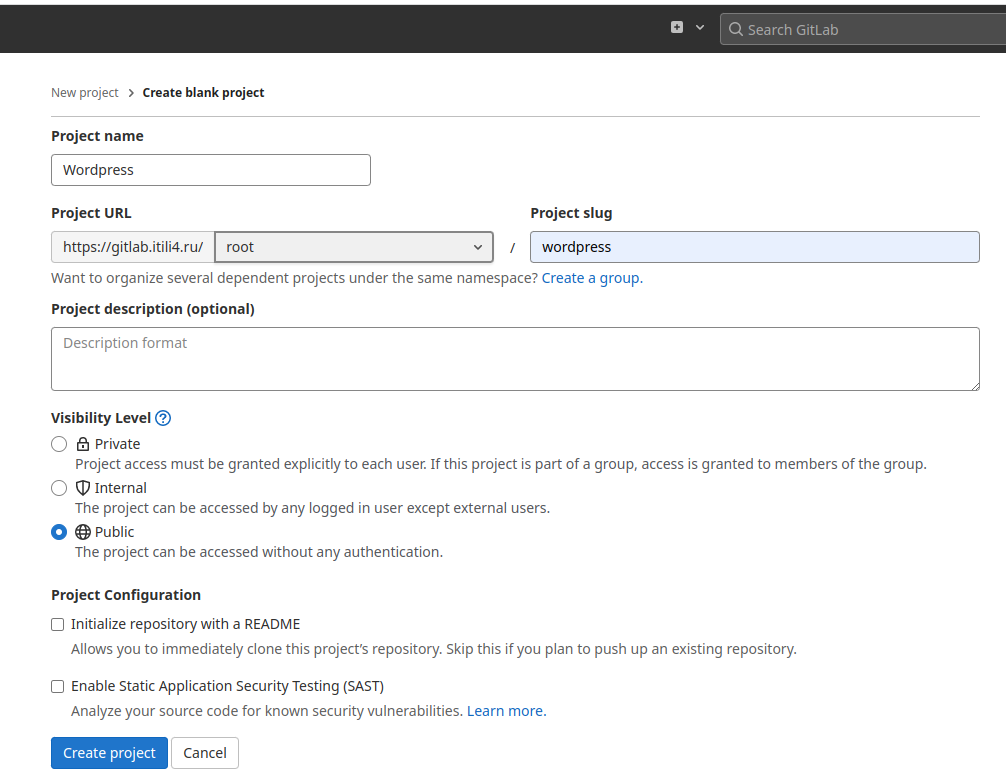 Search GitLab
New project > Create blank project
Project name
Wordpress
Project URL
Project slug
https://gitlab.itili4.ru/ root / wordpress
Want to organize several dependent projects under the same namespace? Create a group.
Project description (optional)
Description format
Visibility Level ?
Private
Project access must be granted explicitly to each user. If this project is part of a group, access is granted to members of the group.
Internal
The project can be accessed by any logged in user except external users.
Public
The project can be accessed without any authentication.
Project Configuration
Initialize repository with a README
Allows you to immediately clone this project’s repository. Skip this if you plan to push up an existing repository.
Enable Static Application Security Testing (SAST)
Analyze your source code for known security vulnerabilities. Learn more.
Create project Cancel